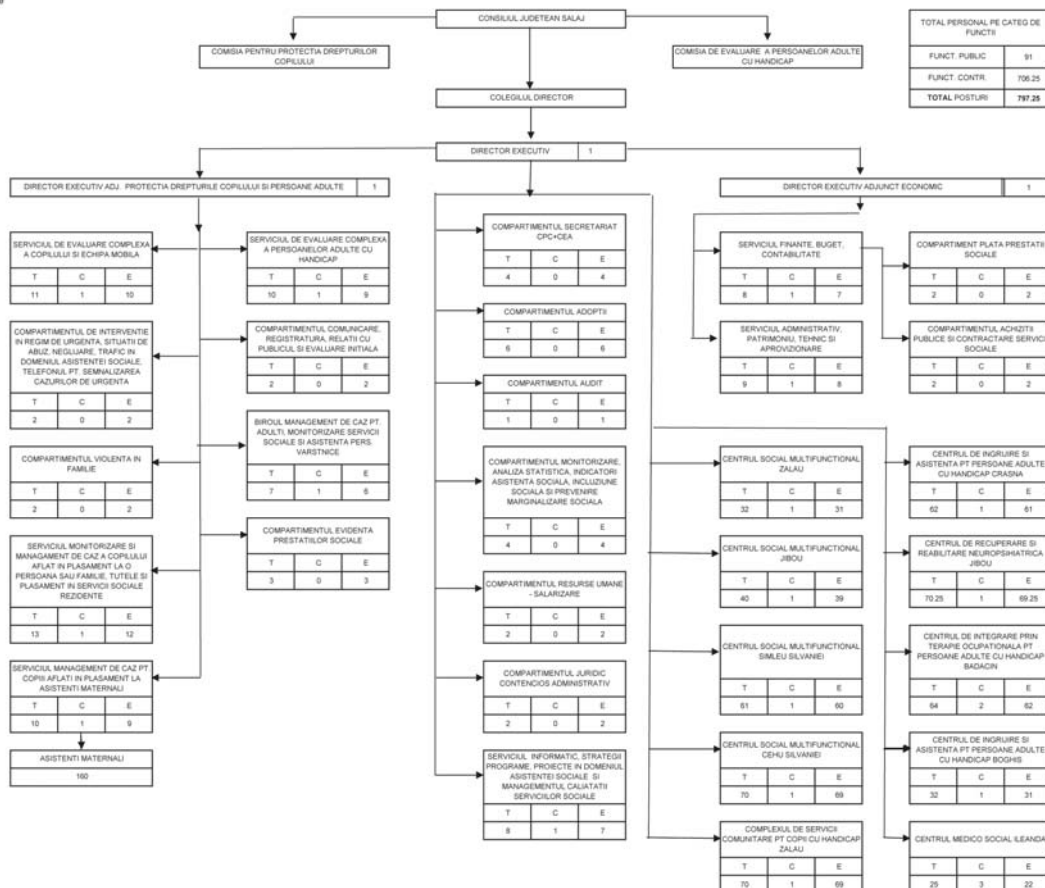 CONSILIUL JUDETEAN SALAJ
COMISIA PENTRU PROTECTIA DREPTURILOR
COPILULUI
COMISIA DE EVALUARE A PERSOANELOR ADULTE
CU HANDICAP
TOTAL PERSONAL PE CATEG DE
FUNCTII
FUNCT. PUBLIC 91
FUNCT. CONTR. 706.25
TOTAL POSTURI 797.25
COLEGIUL DIRECTOR
DIRECTOR EXECUTIV 1
DIRECTOR EXECUTIV ADJ. PROTECTIA DREPTURILE COPILULUI SI PERSOANE ADULTE 1
DIRECTOR EXECUTIV ADJUNCT ECONOMIC 1
SERVICIUL DE EVALUARE COMPLEXA
A COPILULUI SI ECHIPA MOBILA
T C E
11 1 10
COMPARTIMENTUL DE INTERVENTIE
IN REGIM DE URGENTA, SITUATII DE
ABUZ, NEGLIJARE, TRAFIC IN
DOMENIUL ASISTENTEI SOCIALE,
TELEFONUL PT. SEMNALIZAREA
CAZURILOR DE URGENTA
T C E
2 0 2
COMPARTIMENTUL VIOLENTA IN
FAMILIE
T C E
2 0 2
SERVICIUL MONITORIZARE SI
MANAGAMENT DE CAZ A COPILULUI
AFLAT IN PLASAMENT LA O
PERSOANA SAU FAMILIE, TUTELE SI
PLASAMENT IN SERVICII SOCIALE
REZIDENTE
T C E
13 1 12
SERVICIUL MANAGEMENT DE CAZ PT.
COPIII AFLATI IN PLASAMENT LA
ASISTENTI MATERNALI
T C E
10 1 9
ASISTENTI MATERNALI
160
SERVICIUL DE EVALUARE COMPLEXA
A PERSOANELOR ADULTE CU
HANDICAP
T C E
10 1 9
COMPARTIMENTUL COMUNICARE,
REGISTRATURA, RELATII CU
PUBLICUL SI EVALUARE INITIALA
T C E
2 0 2
BIROUL MANAGEMENT DE CAZ PT.
ADULTI, MONITORIZARE SERVICII
SOCIALE SI ASISTENTA PERS.
VARSTNICE
T C E
7 1 6
COMPARTIMENTUL EVIDENTA
PRESTATIILOR SOCIALE
T C E
3 0 3
COMPARTIMENTUL SECRETARIAT
CPC+CEA
T C E
4 0 4
COMPARTIMENTUL ADOPTII
T C E
6 0 6
COMPARTIMENTUL AUDIT
T C E
1 0 1
COMPARTIMENTUL MONITORIZARE,
ANALIZA STATISTICA, INDICATORI
ASISTENTA SOCIALA, INCLUZIUNE
SOCIALA SI PREVENIRE
MARGINALIZARE SOCIALA
T C E
4 0 4
COMPARTIMENTUL RESURSE UMANE
- SALARIZARE
T C E
2 0 2
COMPARTIMENTUL JURIDIC
CONTENCIOS ADMINISTRATIV
T C E
2 0 2
SERVICIUL INFORMATIC, STRATEGII
PROGRAME, PROIECTE IN DOMENIUL
ASISTENTEI SOCIALE SI
MANAGEMENTUL CALIATATII
SERVICIILOR SOCIALE
T C E
8 1 7
SERVICIUL FINANTE, BUGET,
CONTABILITATE
T C E
8 1 7
SERVICIUL ADMINISTRATIV,
PATRIMONIU, TEHNIC SI
APROVIZIONARE
T C E
9 1 8
COMPARTIMENT PLATA PRESTATII
SOCIALE
T C E
2 0 2
COMPARTIMENTUL ACHIZITII
PUBLICE SI CONTRACTARE SERVICII
SOCIALE
T C E
2 0 2
CENTRUL SOCIAL MULTIFUNCTIONAL
ZALAU
T C E
32 1 31
CENTRUL SOCIAL MULTIFUNCTIONAL
JIBOU
T C E
40 1 39
CENTRUL SOCIAL MULTIFUNCTIONAL
SIMLEU SILVANIEI
T C E
61 1 60
CENTRUL SOCIAL MULTIFUNCTIONAL
CEHU SILVANIEI
T C E
70 1 69
COMPLEXUL DE SERVICII
COMUNITARE PT COPII CU HANDICAP
ZALAU
T C E
70 1 69
CENTRUL DE INGRIJIRE SI
ASISTENTA PT PERSOANE ADULTE
CU HANDICAP CRASNA
T C E
62 1 61
CENTRUL DE RECUPERARE SI
REABILITARE NEUROPSIHIATRICA
JIBOU
T C E
70.25 1 69.25
CENTRUL DE INTEGRARE PRIN
TERAPIE OCUPATIONALA PT
PERSOANE ADULTE CU HANDICAP
BADACIN
T C E
64 2 62
CENTRUL DE INGRIJIRE SI
ASISTENTA PT PERSOANE ADULTE
CU HANDICAP BOGHIS
T C E
32 1 31
CENTRUL MEDICO SOCIAL ILEANDA
T C E
25 3 22